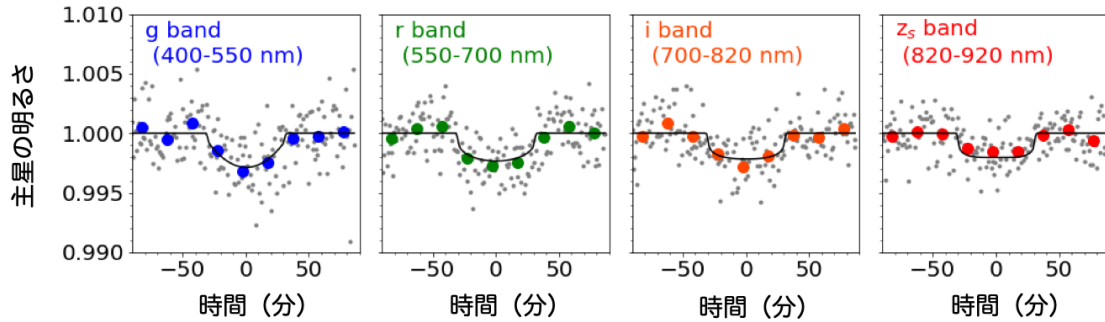 主星の明るさ
1.010
1.005
1.000
0.995
0.990
g band
(400-550 nm)
−50 0 50
時間（分）
r band
(550-700 nm)
−50 0 50
時間（分）
i band
(700-820 nm)
−50 0 50
時間（分）
zs band
(820-920 nm)
−50 0 50
時間（分）